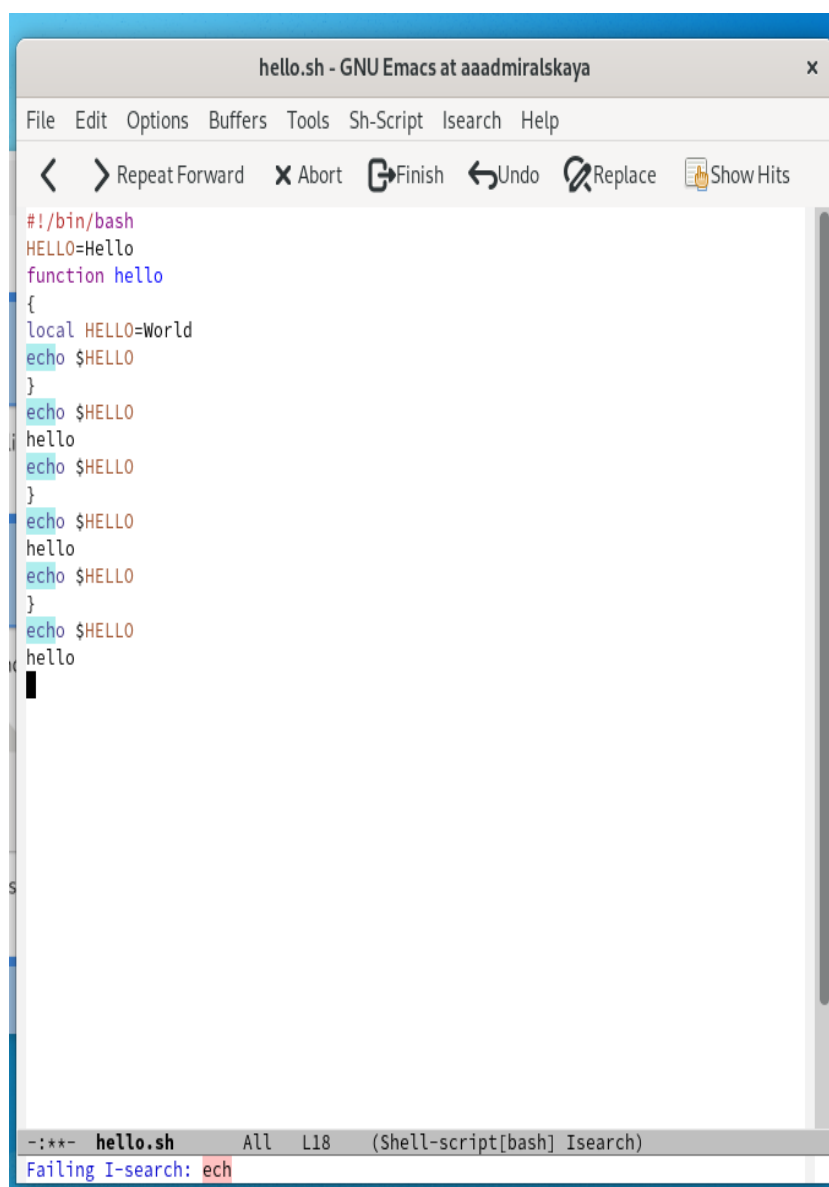 hello.sh - GNU Emacs at aaadmiralskaya x
File Edit Options Buffers Tools Sh-Script Isearch Help
Repeat Forward Abort Finish Undo Replace Show Hits
#!/bin/bash
HELLO=Hello
function hello
{
local HELLO=World
echo $HELLO
}
echo $HELLO
hello
echo $HELLO
}
echo $HELLO
hello
echo $HELLO
}
echo $HELLO
hello
-:**- hello.sh All L18 (Shell-script[bash] Isearch)
Failing I-search: ech